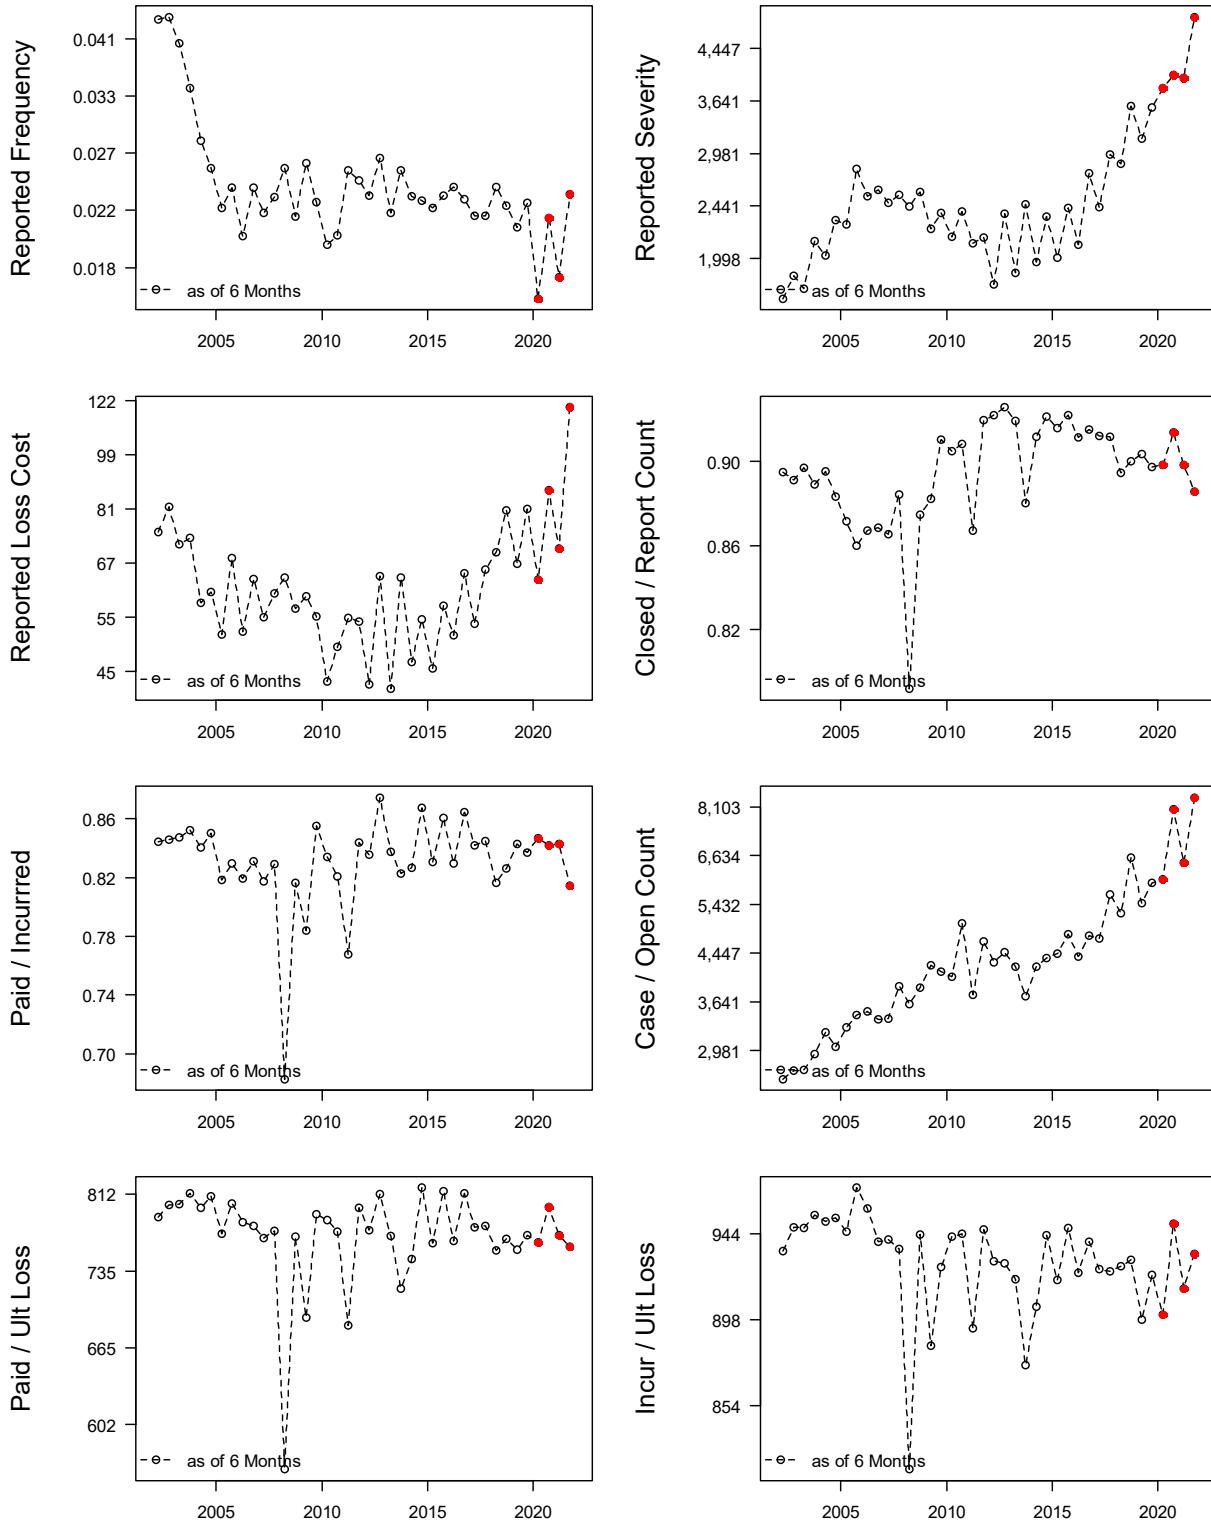 Reported Frequency
0.041
0.033
0.027
0.022
0.018
as of 6 Months
2005 2010 2015 2020
Reported Severity
4,447
3,641
2,981
2,441
1,998
as of 6 Months
2005 2010 2015 2020
Reported Loss Cost
122
99
81
67
55
45
as of 6 Months
2005 2010 2015 2020
Closed / Report Count
0.90
0.86
0.82
as of 6 Months
2005 2010 2015 2020
Paid / Incurrred
0.86
0.82
0.78
0.74
0.70
as of 6 Months
2005 2010 2015 2020
Case / Open Count
8,103
6,634
5,432
4,447
3,641
2,981
as of 6 Months
2005 2010 2015 2020
Paid / Ult Loss
812
735
665
602
as of 6 Months
2005 2010 2015 2020
Incur / Ult Loss
944
898
854
as of 6 Months
2005 2010 2015 2020